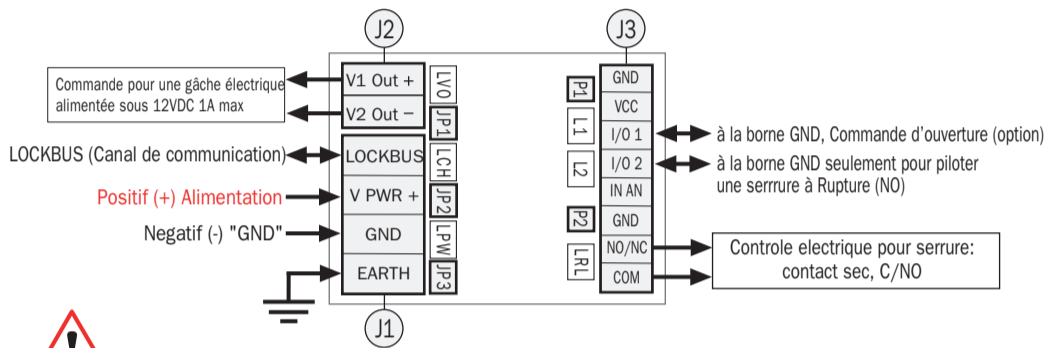 J2
J3
Commande pour une gâche électrique
alimentée sous 12VDC 1A max
V1 Out +
V2 Out −
LVO
JP1
LOCKBUS (Canal de communication)
LOCKBUS
LCH
Positif (+) Alimentation
V PWR +
JP2
Negatif (-) "GND"
GND
LPW
EARTH
JP3
J1
P1
GND
VCC
L1
I/O 1
à la borne GND, Commande d'ouverture (option)
L2
I/O 2
à la borne GND seulement pour piloter
une serrrure à Rupture (NO)
IN AN
P2
GND
LRL
NO/NC
COM
Controle electrique pour serrure:
contact sec, C/NO
!